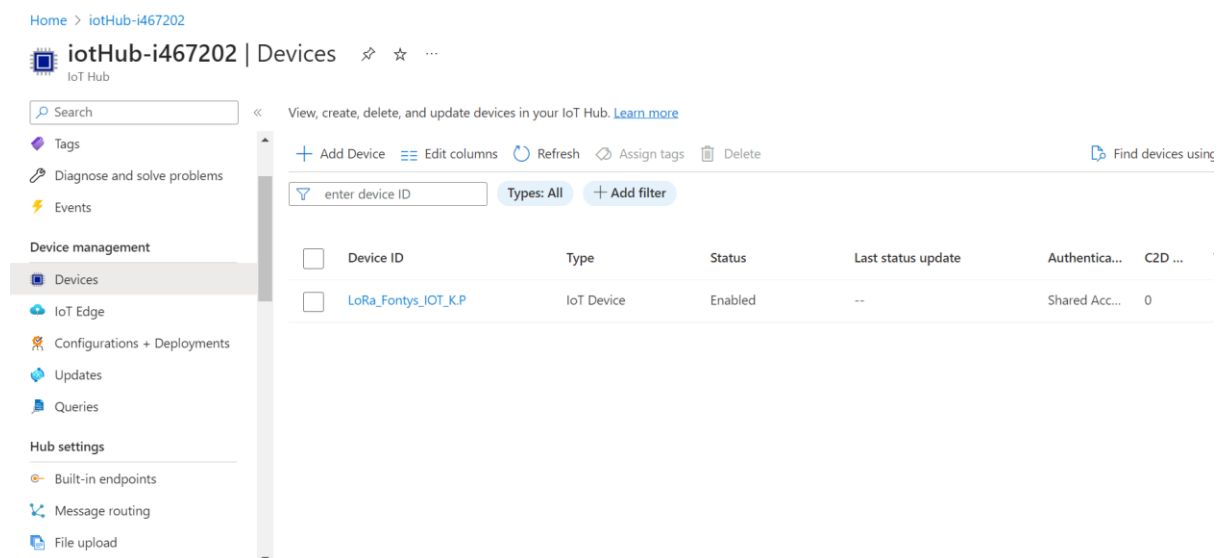 Home > iotHub-i467202
iotHub-i467202 | Devices ...
IoT Hub
Search
«
Tags
Diagnose and solve problems
Events
Device management
Devices
IoT Edge
Configurations + Deployments
Updates
Queries
Hub settings
Built-in endpoints
Message routing
File upload
View, create, delete, and update devices in your IoT Hub. Learn more
Add Device Edit columns Refresh Assign tags Delete Find devices using
enter device ID Types: All Add filter
Device ID Type Status Last status update Authentica... C2D ...
LoRa_Fontys_IOT_K.P IoT Device Enabled -- Shared Acc... 0